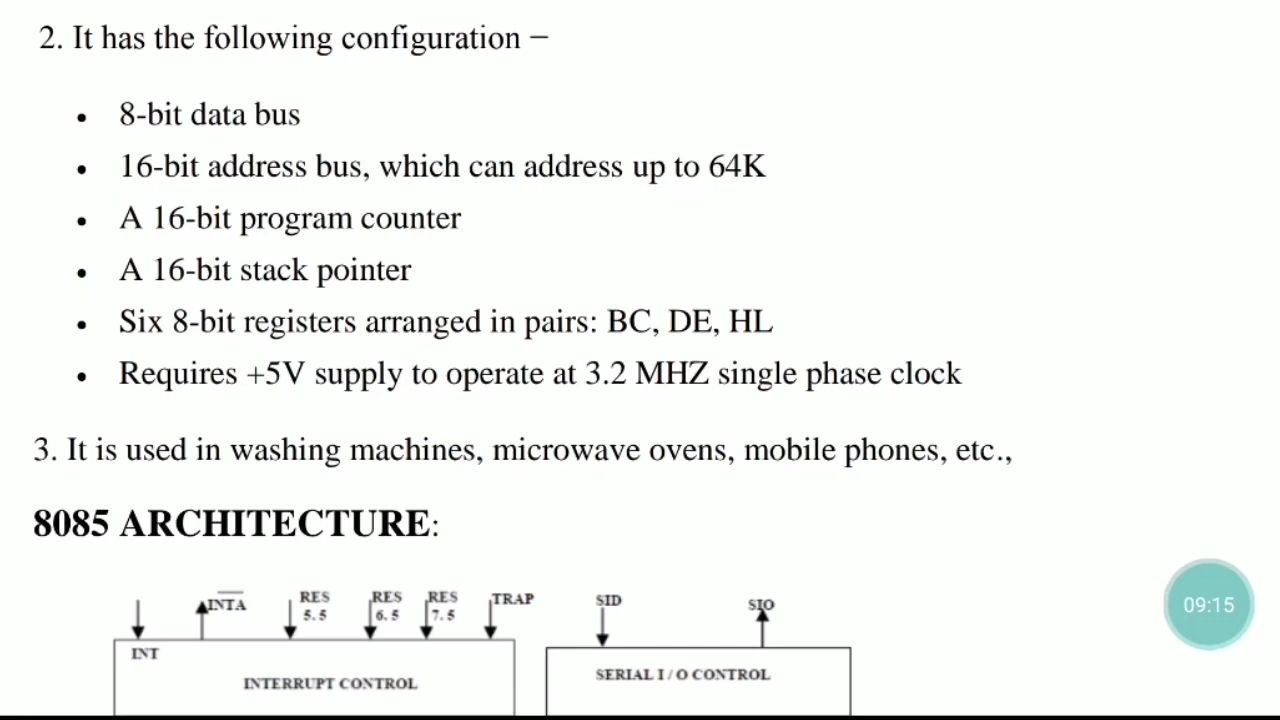 2. It has the following configuration −
• 8-bit data bus
• 16-bit address bus, which can address up to 64K
• A 16-bit program counter
• A 16-bit stack pointer
• Six 8-bit registers arranged in pairs: BC, DE, HL
• Requires +5V supply to operate at 3.2 MHZ single phase clock
3. It is used in washing machines, microwave ovens, mobile phones, etc.,
8085 ARCHITECTURE:
INTA RES 5.5 RES 6.5 RES 7.5 TRAP SID SIO
09:15
INT
INTERRUPT CONTROL SERIAL I/O CONTROL